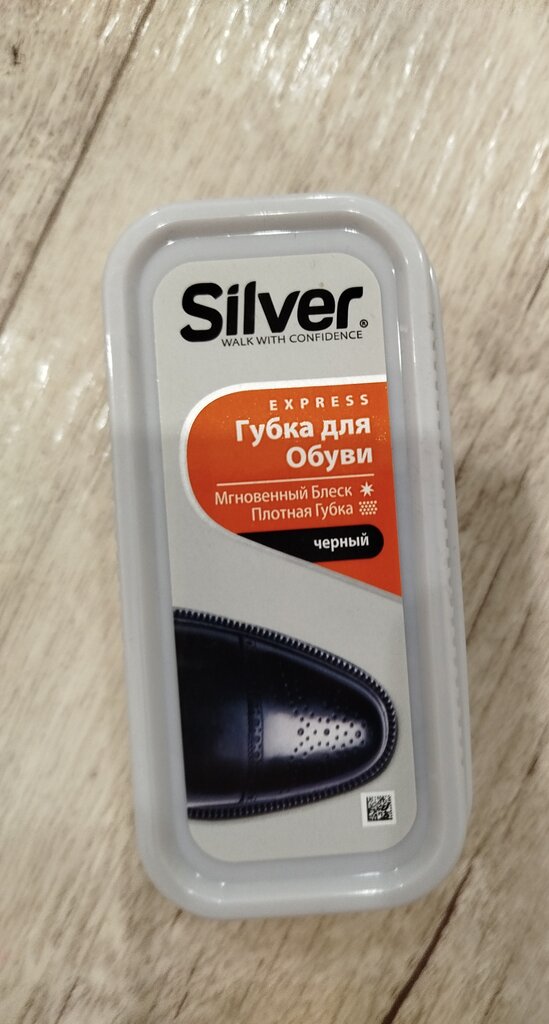 Silver®
WALK WITH CONFIDENCE
EXPRESS
Губка для
Обуви
Мгновенный Блеск
Плотная Губка
черный